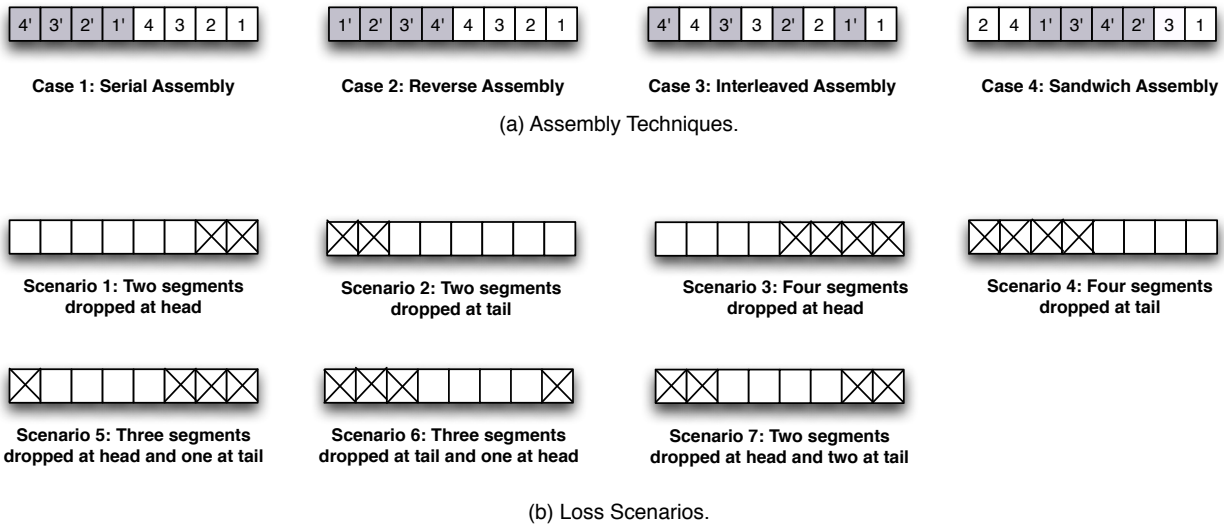 4' 3' 2' 1' 4 3 2 1
1' 2' 3' 4' 4 3 2 1
4' 4 3' 3 2' 2 1' 1
2 4 1' 3' 4' 2' 3 1
Case 1: Serial Assembly
Case 2: Reverse Assembly
Case 3: Interleaved Assembly
Case 4: Sandwich Assembly
(a) Assembly Techniques.
Scenario 1: Two segments
dropped at head
Scenario 2: Two segments
dropped at tail
Scenario 3: Four segments
dropped at head
Scenario 4: Four segments
dropped at tail
Scenario 5: Three segments
dropped at head and one at tail
Scenario 6: Three segments
dropped at tail and one at head
Scenario 7: Two segments
dropped at head and two at tail
(b) Loss Scenarios.